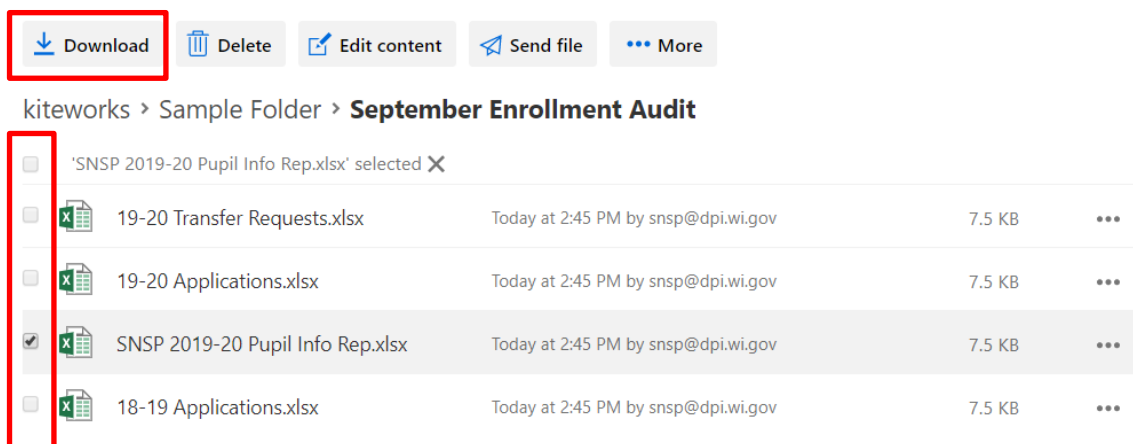 Download Delete Edit content Send file ••• More
kiteworks > Sample Folder > September Enrollment Audit
'SNSP 2019-20 Pupil Info Rep.xlsx' selected
19-20 Transfer Requests.xlsx Today at 2:45 PM by snsp@dpi.wi.gov 7.5 KB •••
19-20 Applications.xlsx Today at 2:45 PM by snsp@dpi.wi.gov 7.5 KB •••
SNSP 2019-20 Pupil Info Rep.xlsx Today at 2:45 PM by snsp@dpi.wi.gov 7.5 KB •••
18-19 Applications.xlsx Today at 2:45 PM by snsp@dpi.wi.gov 7.5 KB •••